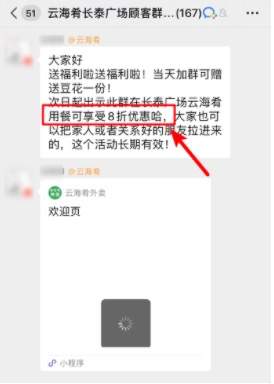 51
云海肴长泰广场顾客群...(167)
@云海肴
大家好
送福利啦送福利啦！当天加群可赠
送豆花一份！
次日起出示此群在长泰广场云海肴
用餐可享受8折优惠哈，大家也可
以把家人或者关系好的朋友拉进来
的，这个活动长期有效！
@云海肴
云海肴外卖
欢迎页
小程序